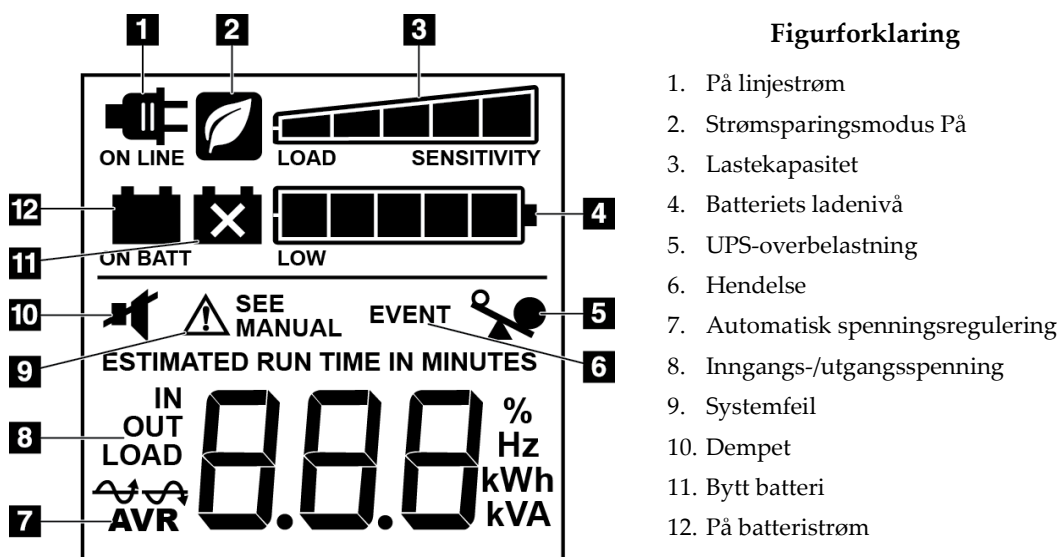 1
2
3
ON LINE
LOAD SENSITIVITY
12
4
11
ON BATT
LOW
10
SEE
MANUAL
EVENT
5
9
6
ESTIMATED RUN TIME IN MINUTES
8
IN
OUT
LOAD
8.8.8
%
Hz
kWh
kVA
7
AVR
Figurforklaring
1. På linjestrøm
2. Strømsparingsmodus På
3. Lastekapasitet
4. Batteriets ladenivå
5. UPS-overbelastning
6. Hendelse
7. Automatisk spenningsregulering
8. Inngangs-/utgangsspenning
9. Systemfeil
10. Dempet
11. Bytt batteri
12. På batteristrøm